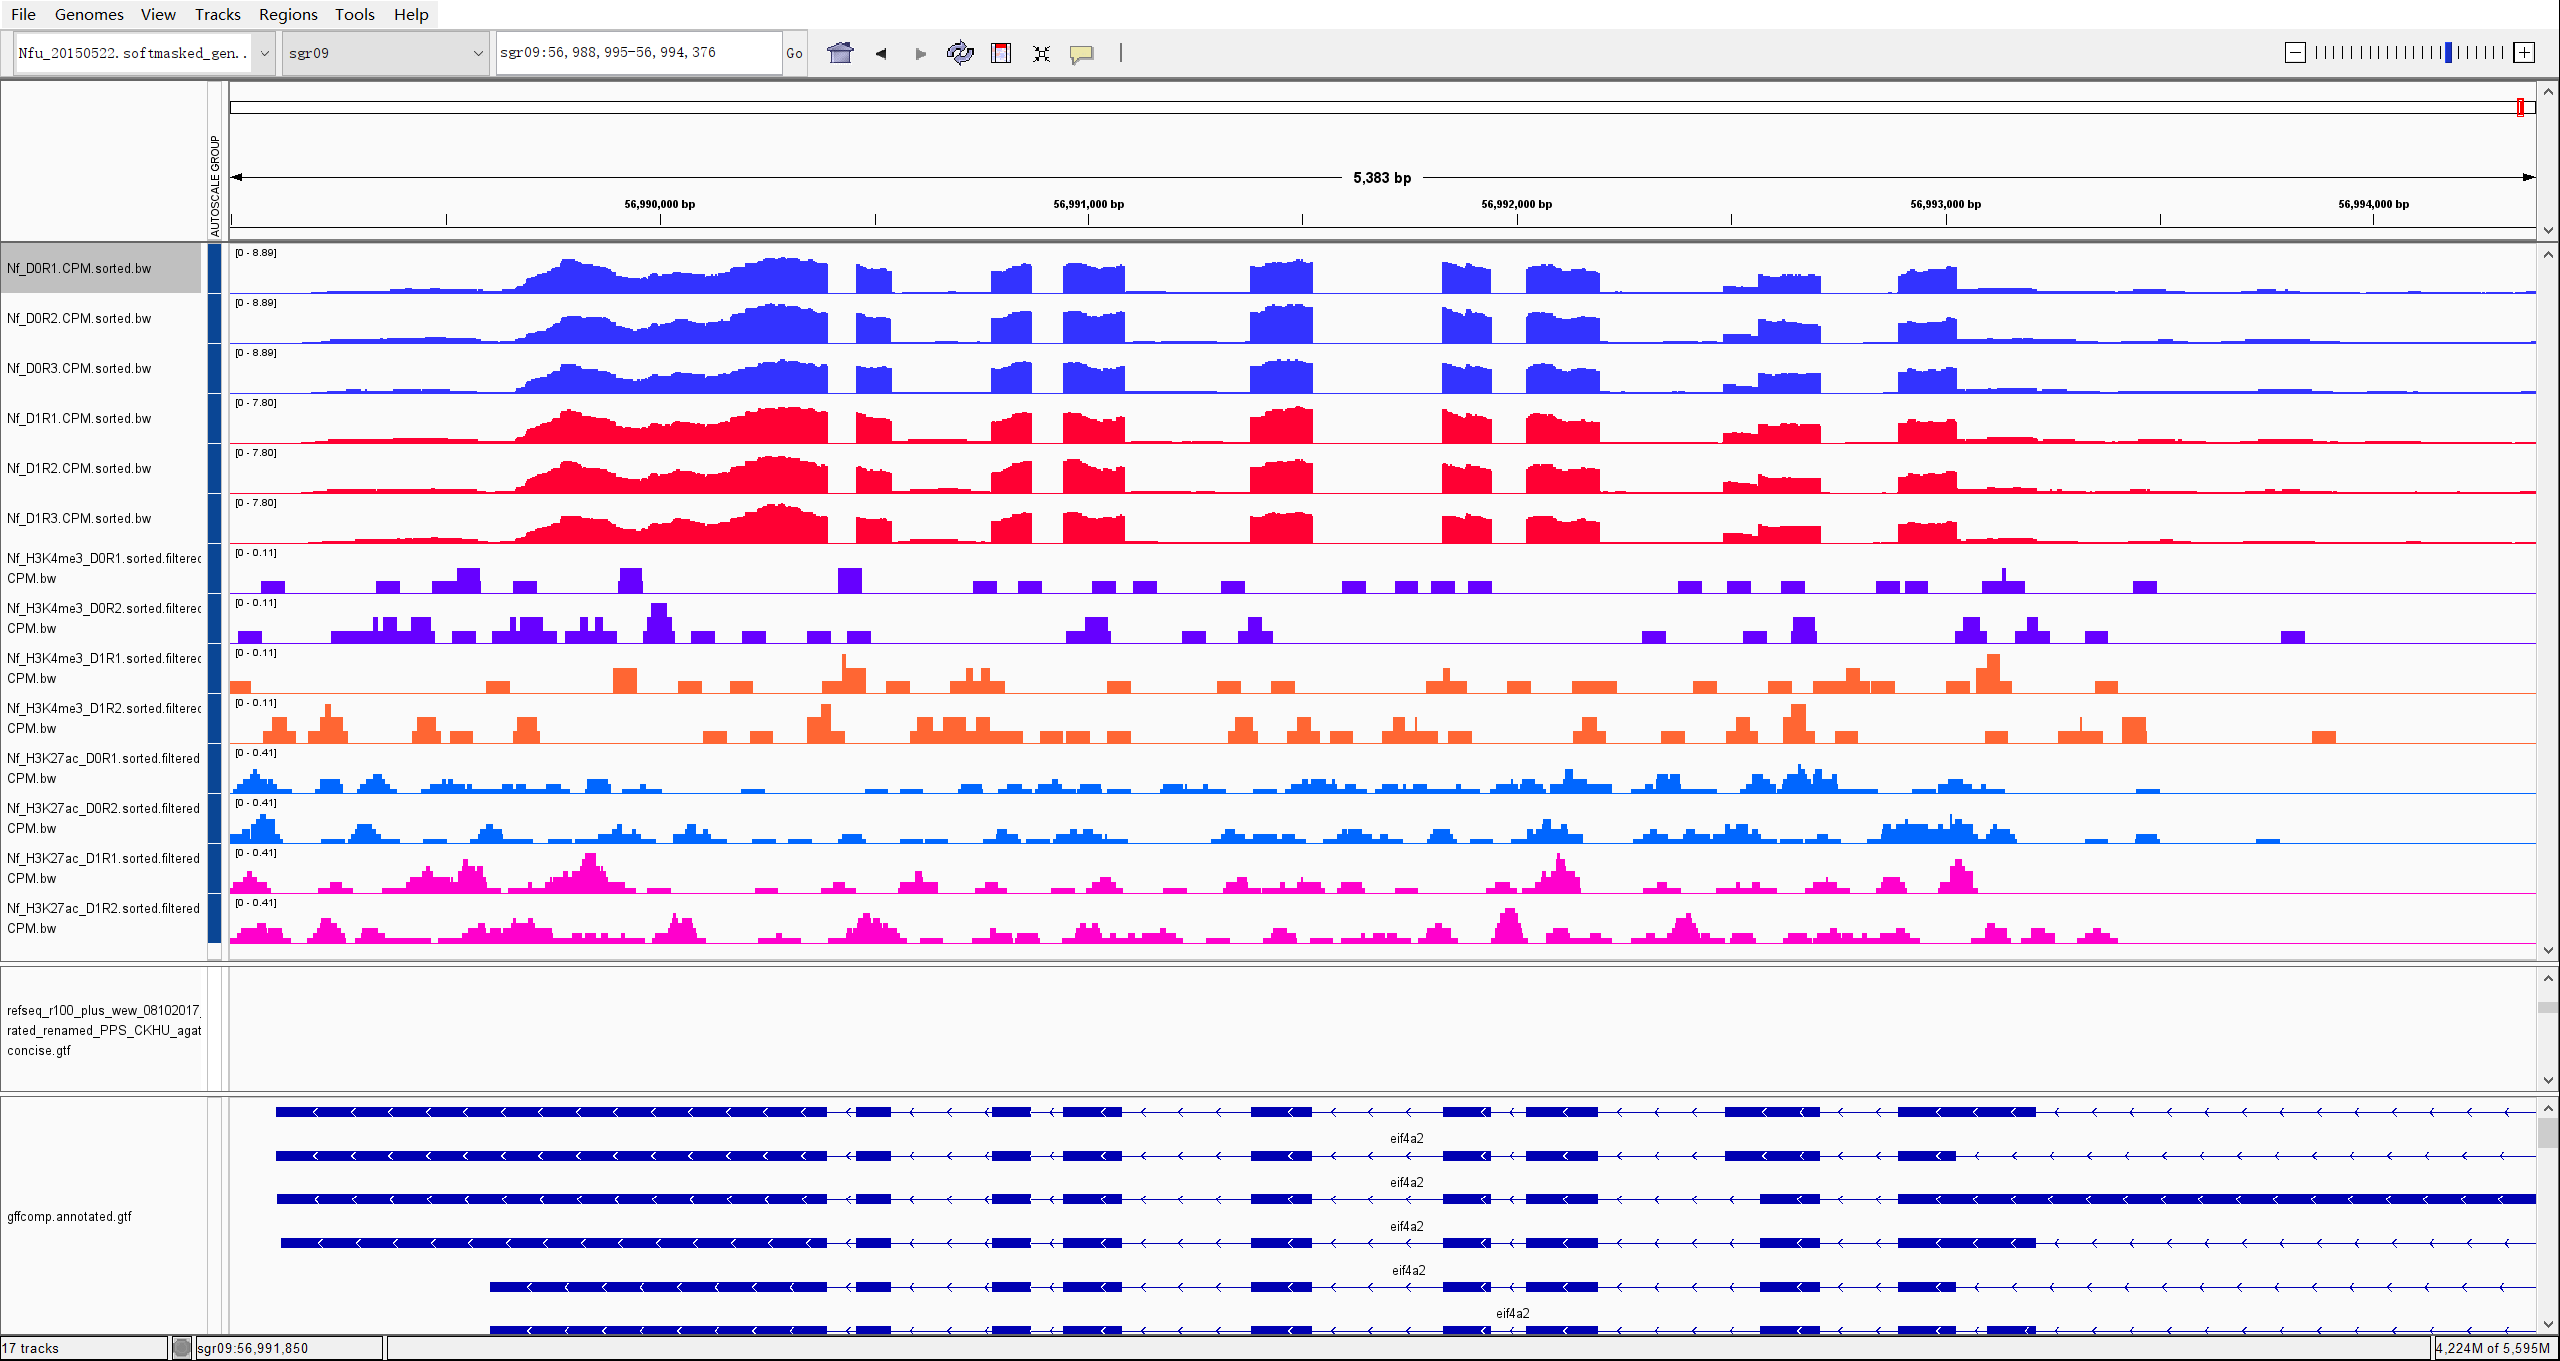 File Genomes View Tracks Regions Tools Help
Nfu_20150522.softmasked_gen.. sgr09 sgr09:56,988,995-56,994,376 Go
AUTOSCALE GROUP
5,383 bp
56,990,000 bp 56,991,000 bp 56,992,000 bp 56,993,000 bp 56,994,000 bp
[0 - 8.89]
Nf_D0R1.CPM.sorted.bw
[0 - 8.89]
Nf_D0R2.CPM.sorted.bw
[0 - 8.89]
Nf_D0R3.CPM.sorted.bw
[0 - 7.80]
Nf_D1R1.CPM.sorted.bw
[0 - 7.80]
Nf_D1R2.CPM.sorted.bw
[0 - 7.80]
Nf_D1R3.CPM.sorted.bw
[0 - 0.11]
Nf_H3K4me3_D0R1.sorted.filterec
CPM.bw
[0 - 0.11]
Nf_H3K4me3_D0R2.sorted.filterec
CPM.bw
[0 - 0.11]
Nf_H3K4me3_D1R1.sorted.filterec
CPM.bw
[0 - 0.11]
Nf_H3K4me3_D1R2.sorted.filterec
CPM.bw
[0 - 0.41]
Nf_H3K27ac_D0R1.sorted.filtered
CPM.bw
[0 - 0.41]
Nf_H3K27ac_D0R2.sorted.filtered
CPM.bw
[0 - 0.41]
Nf_H3K27ac_D1R1.sorted.filtered
CPM.bw
[0 - 0.41]
Nf_H3K27ac_D1R2.sorted.filtered
CPM.bw
refseq_r100_plus_wew_08102017_
rated_renamed_PPS_CKHU_agat
concise.gtf
eif4a2
eif4a2
gffcomp.annotated.gtf
eif4a2
eif4a2
eif4a2
17 tracks sgr09:56,991,850 4,224M of 5,595M